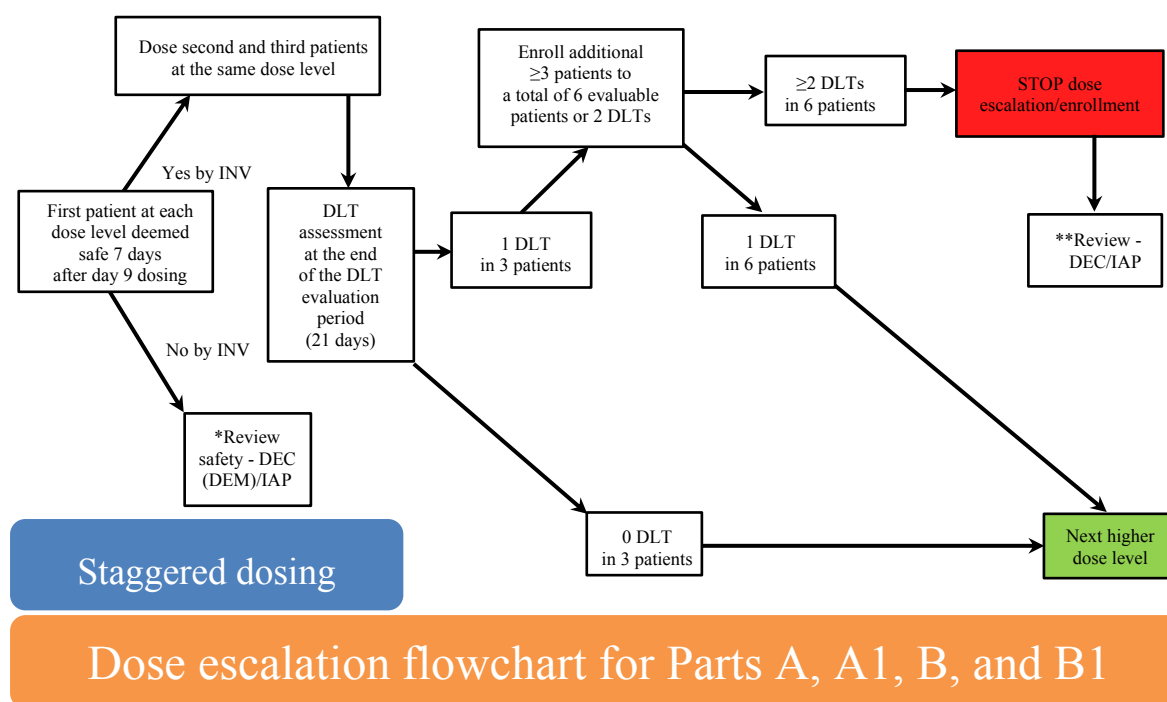 Dose second and third patients
at the same dose level
Yes by INV
First patient at each
dose level deemed
safe 7 days
after day 9 dosing
No by INV
*Review
safety - DEC
(DEM)/IAP
DLT
assessment
at the end
of the DLT
evaluation
period
(21 days)
1 DLT
in 3 patients
Enroll additional
≥3 patients to
a total of 6 evaluable
patients or 2 DLTs
≥2 DLTs
in 6 patients
STOP dose
escalation/enrollment
**Review -
DEC/IAP
1 DLT
in 6 patients
0 DLT
in 3 patients
Next higher
dose level
Staggered dosing
Dose escalation flowchart for Parts A, A1, B, and B1